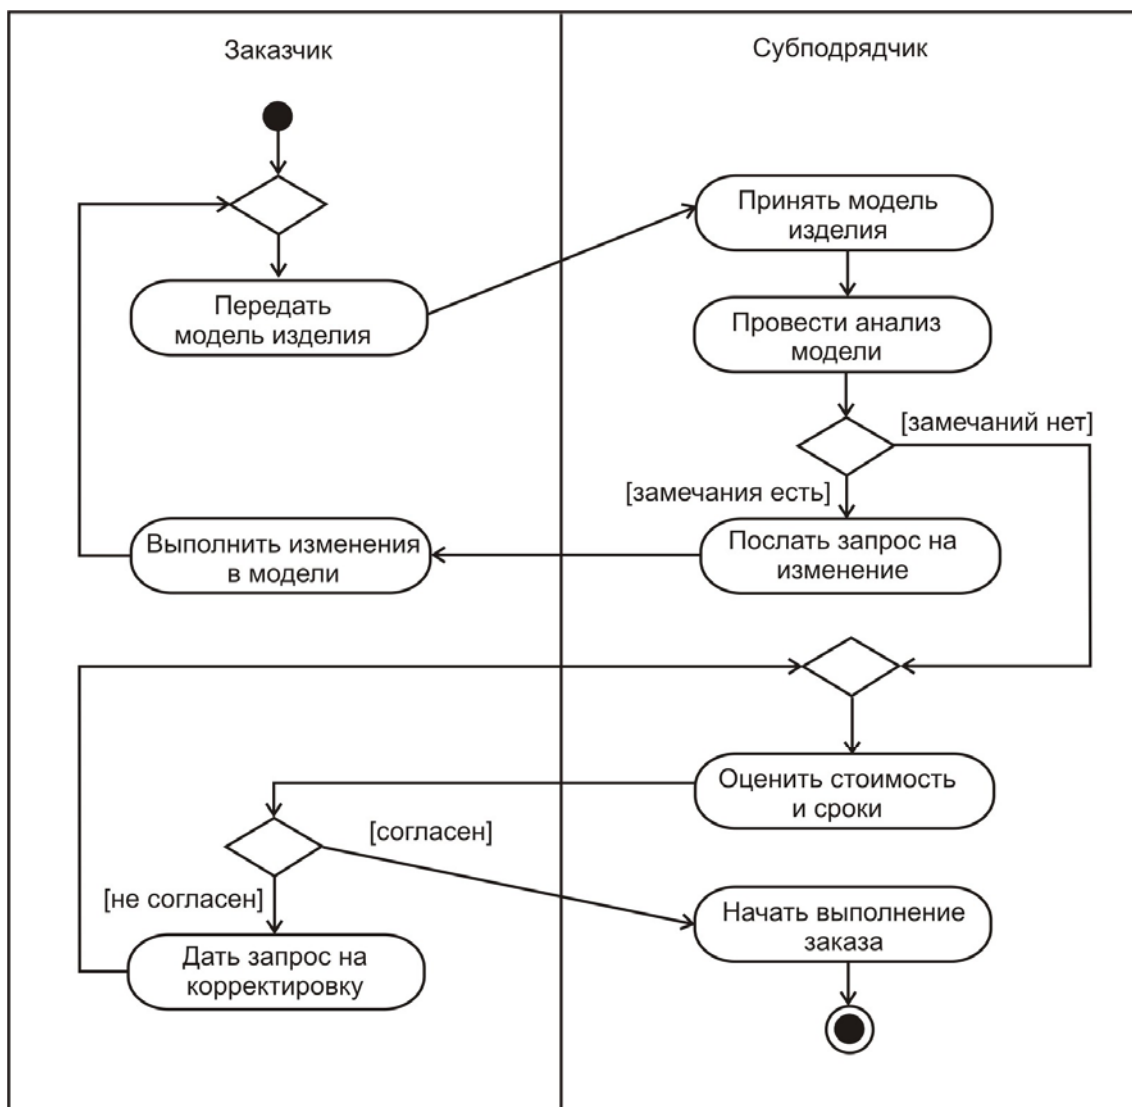 Заказчик
Субподрядчик
Принять модель
изделия
Передать
модель изделия
Провести анализ
модели
[замечаний нет]
[замечания есть]
Выполнить изменения
в модели
Послать запрос на
изменение
Оценить стоимость
и сроки
[согласен]
[не согласен]
Начать выполнение
заказа
Дать запрос на
корректировку